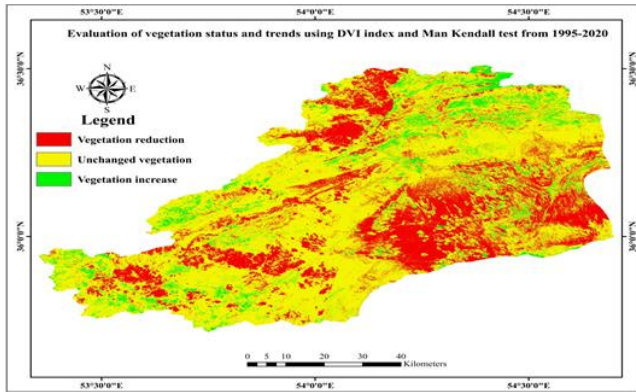 53°30'0"E 54°0'0"E 54°30'0"E
Evaluation of vegetation status and trends using DVI index and Man Kendall test from 1995-2020
36°30'0"N 36°30'0"N
N
W E
S
Legend
Vegetation reduction
Unchanged vegetation
Vegetation increase
36°0'0"N 36°0'0"N
0 5 10 20 30 40
Kilometers
53°30'0"E 54°0'0"E 54°30'0"E